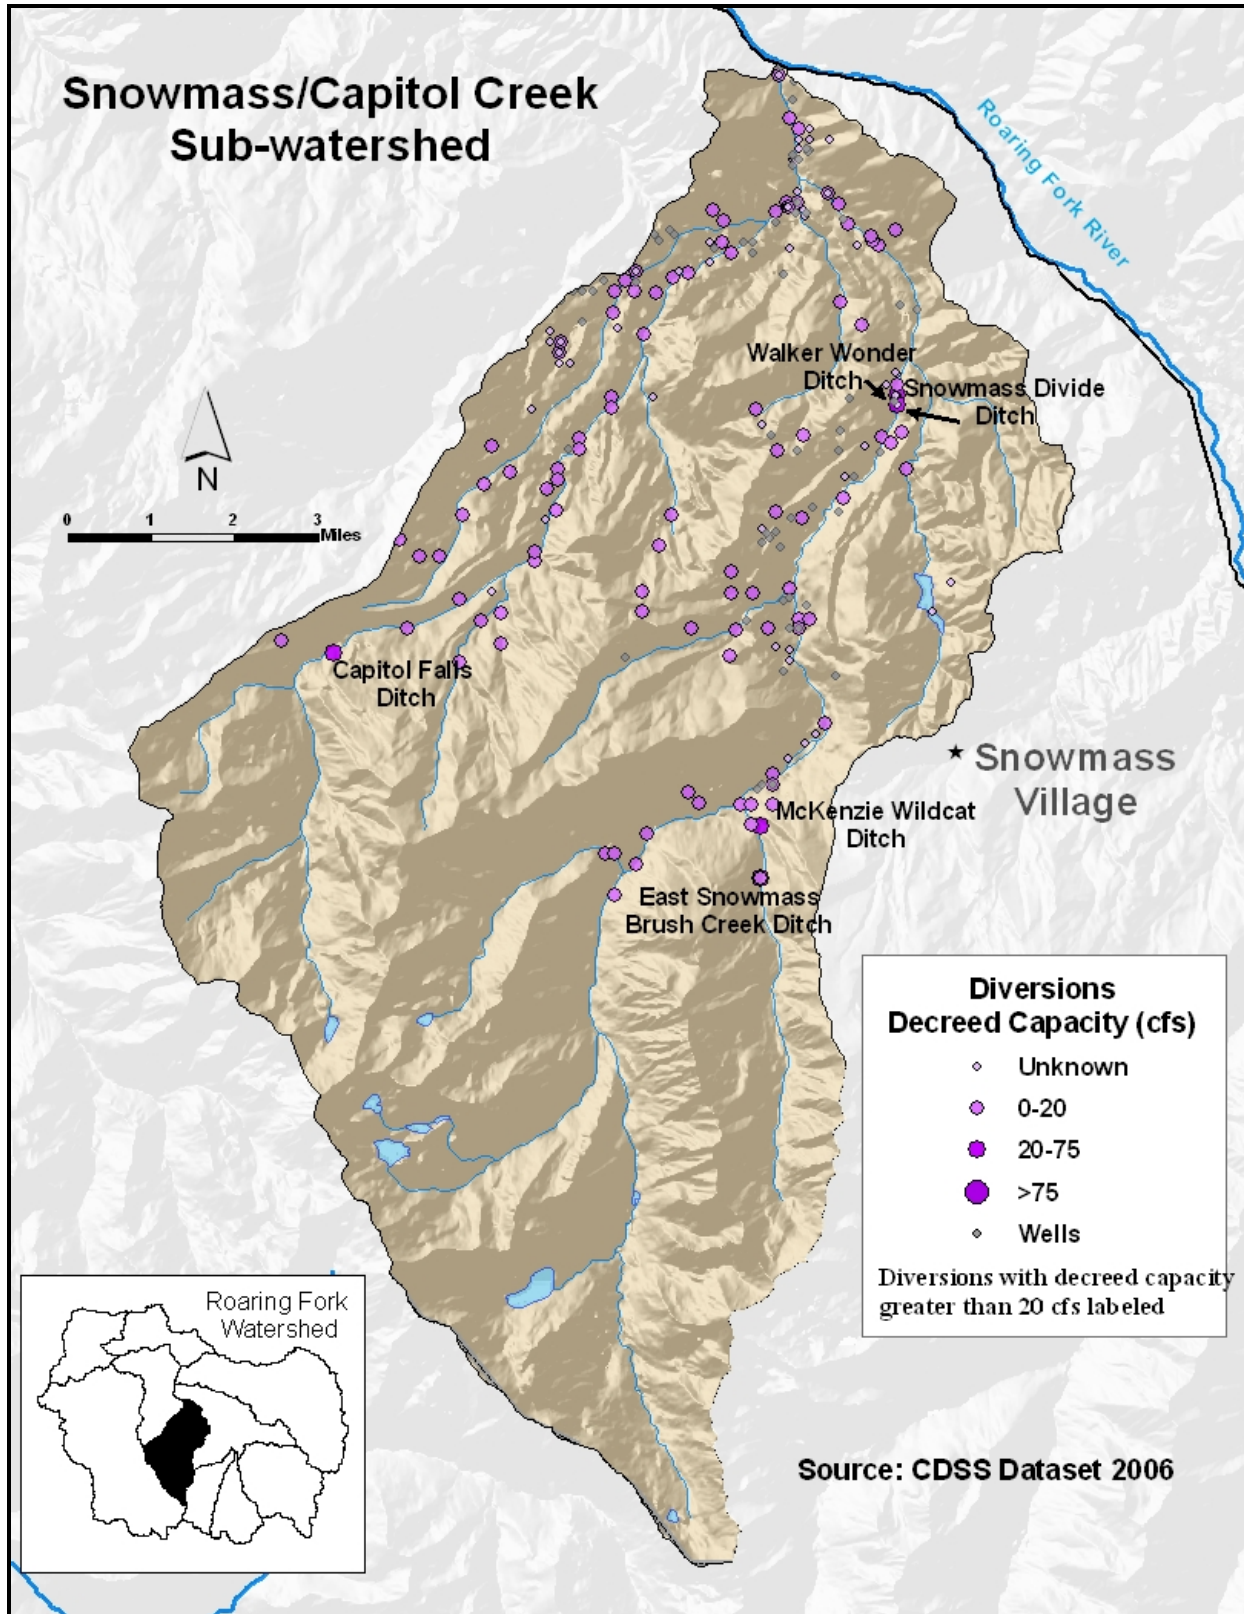 Snowmass/Capitol Creek
Sub-watershed
Roaring Fork River
Walker Wonder
Ditch
Snowmass Divide
Ditch
N
0 1 2 3
Miles
Capitol Falls
Ditch
Snowmass
Village
McKenzie Wildcat
Ditch
East Snowmass
Brush Creek Ditch
Diversions
Decreed Capacity (cfs)
Unknown
0-20
20-75
>75
Wells
Diversions with decreed capacity
greater than 20 cfs labeled
Roaring Fork
Watershed
Source: CDSS Dataset 2006